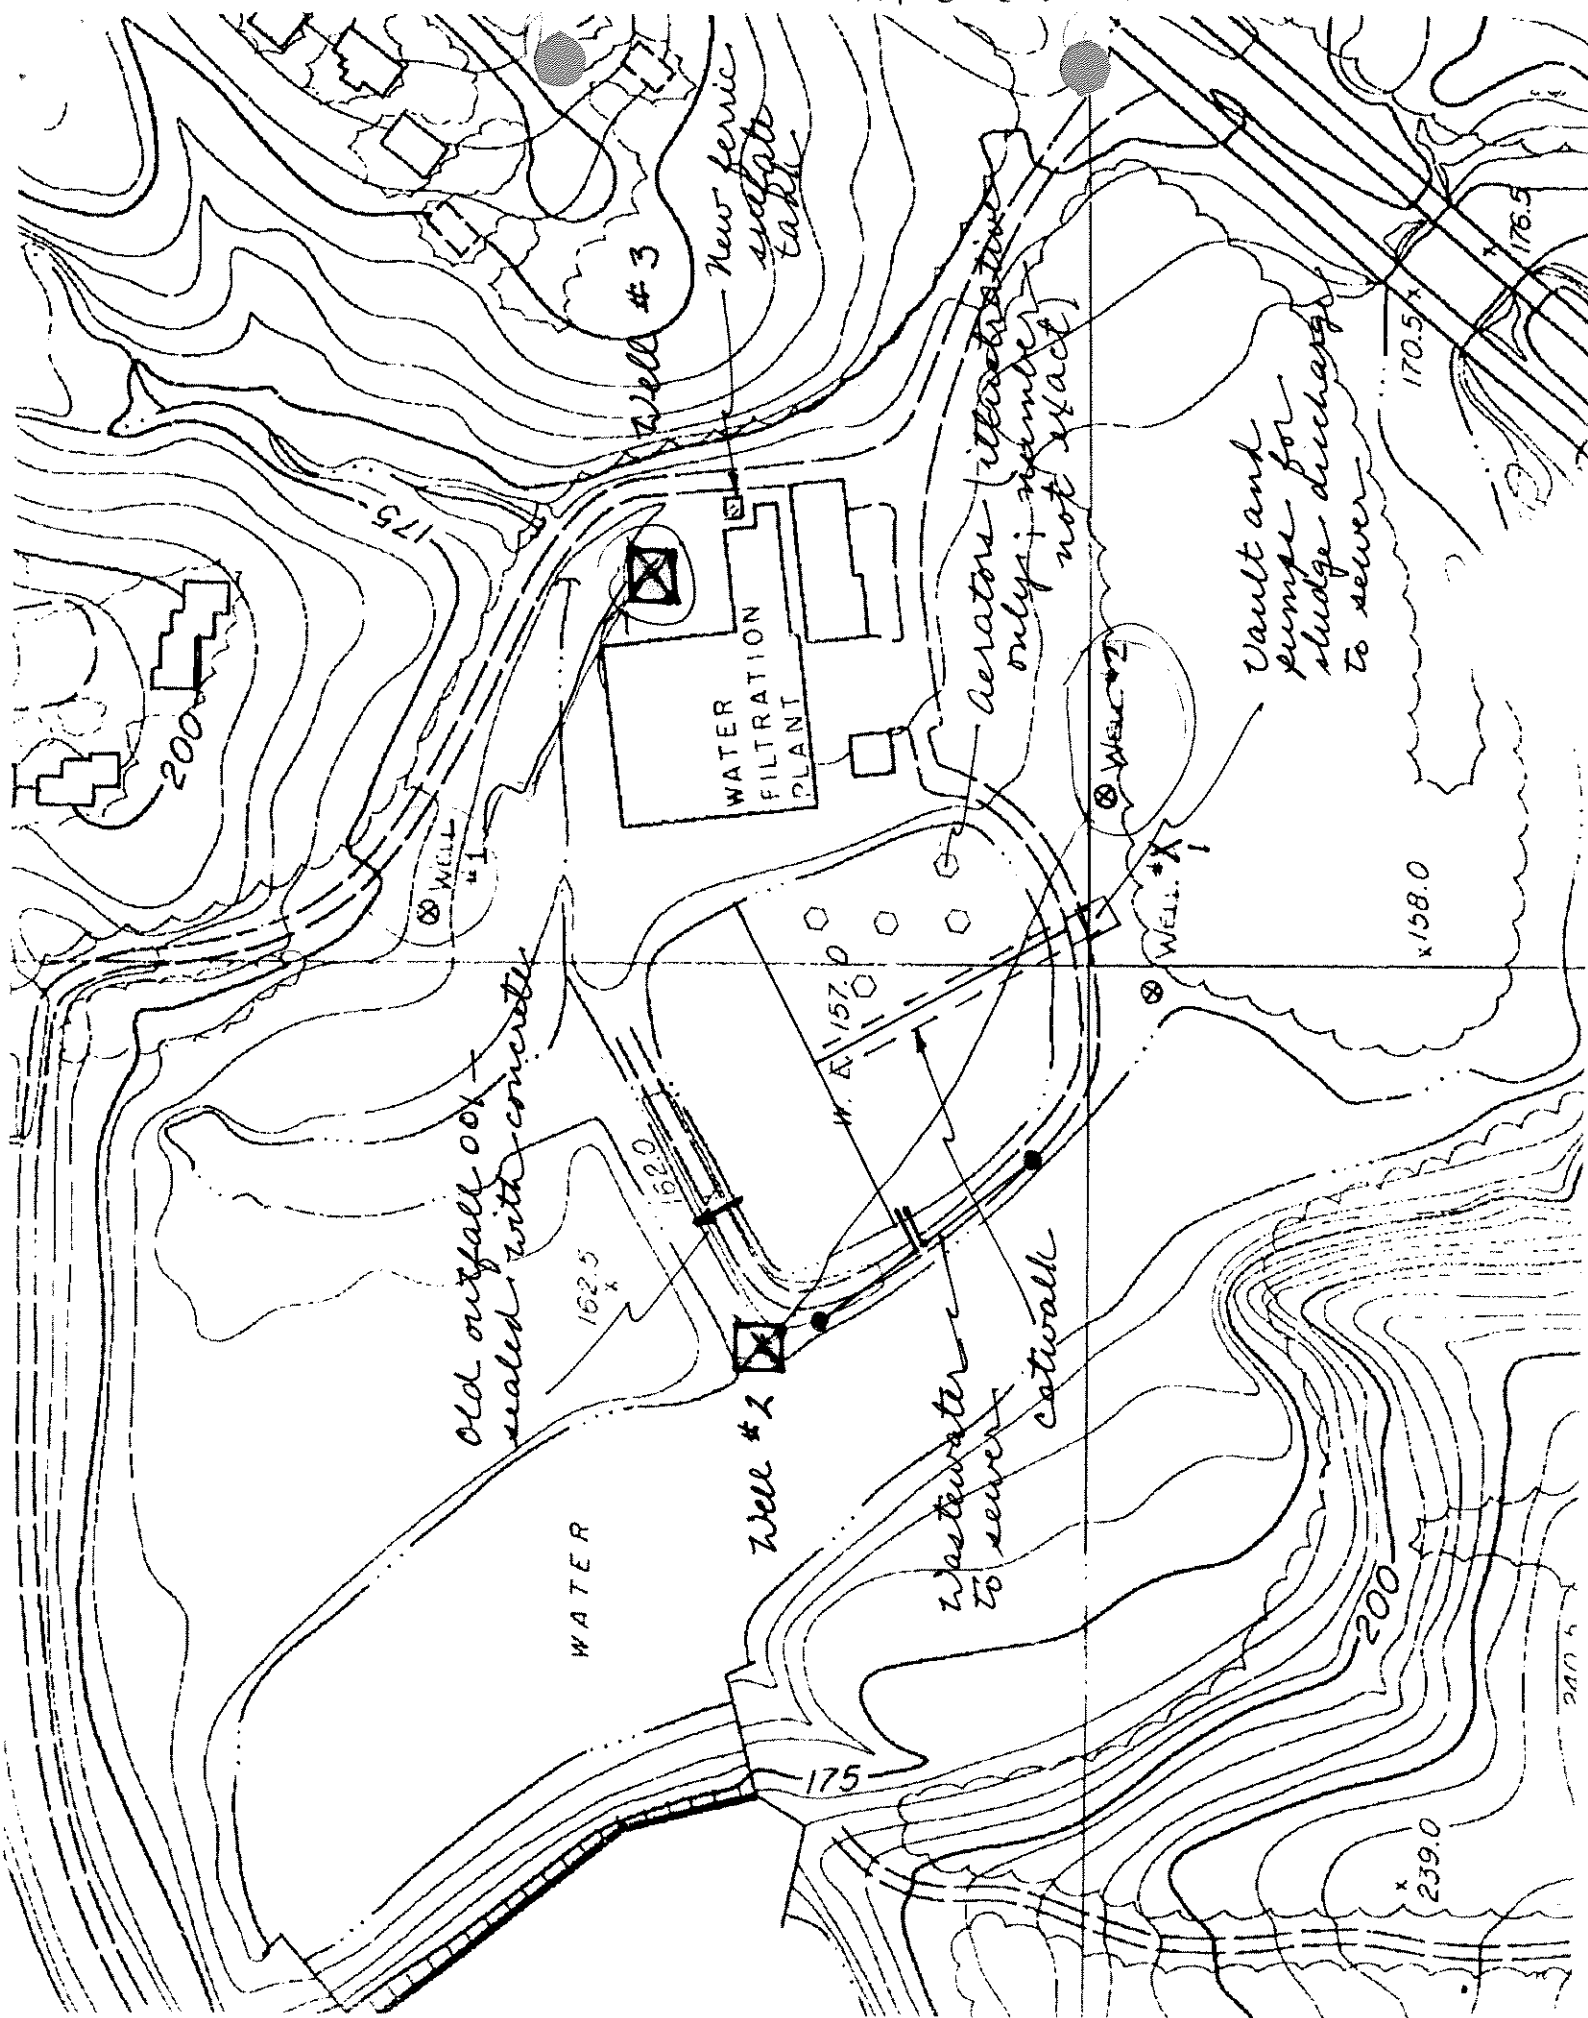 New ferric
sulfate
tank
Well # 3
175
200
WATER
FILTRATION
PLANT
Aerators (illustrative
only; number
not exact)
Vault and
pumps for
sludge discharge
to sewer
176.5
170.5 x
WELL
#1
WELL #2
WELL #
1
x 158.0
W. E. 157.0
Old outfall 001 -
sealed with concrete
162.0
162.5
x
Well # 2
WATER
Wastewater
to sewer
catwalk
175
200
x
239.0